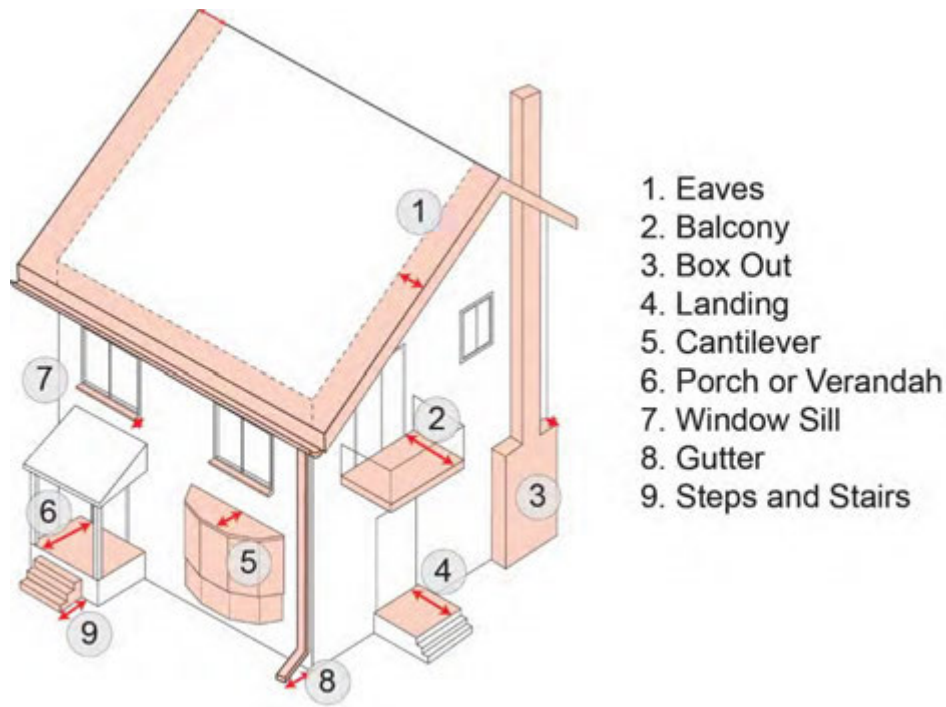 1
2
3
4
5
6
7
8
9
1. Eaves
2. Balcony
3. Box Out
4. Landing
5. Cantilever
6. Porch or Verandah
7. Window Sill
8. Gutter
9. Steps and Stairs